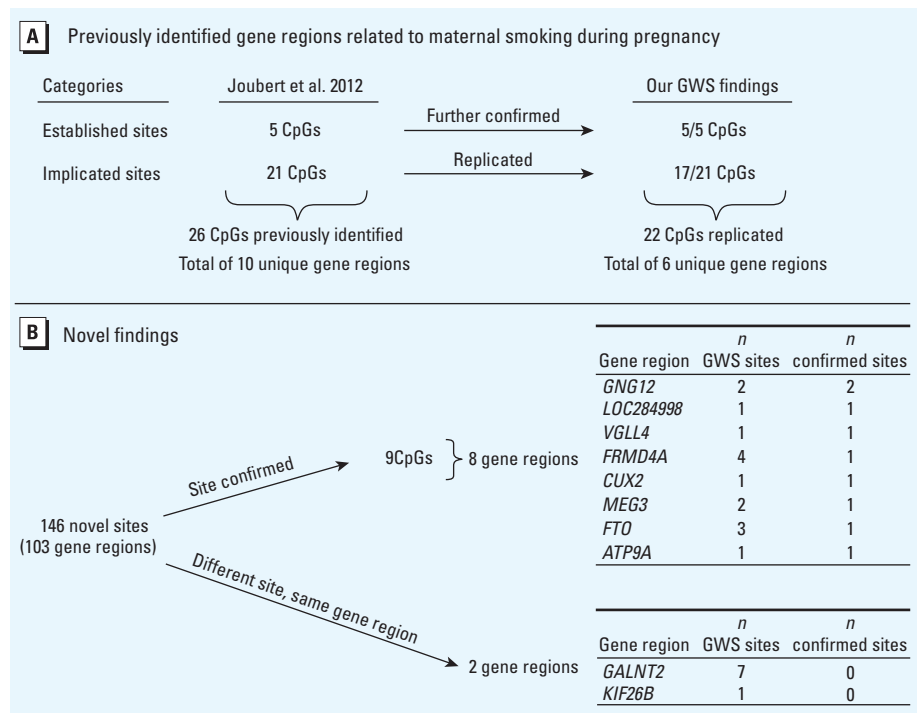 A Previously identified gene regions related to maternal smoking during pregnancy
Categories Joubert et al. 2012 Our GWS findings
Established sites 5 CpGs Further confirmed 5/5 CpGs
Implicated sites 21 CpGs Replicated 17/21 CpGs
26 CpGs previously identified 22 CpGs replicated
Total of 10 unique gene regions Total of 6 unique gene regions
B Novel findings
146 novel sites
(103 gene regions)
Site confirmed
9CpGs 8 gene regions
n n
Gene region GWS sites confirmed sites
GNG12 2 2
LOC284998 1 1
VGLL4 1 1
FRMD4A 4 1
CUX2 1 1
MEG3 2 1
FTO 3 1
ATP9A 1 1
Different site, same gene region
2 gene regions
n n
Gene region GWS sites confirmed sites
GALNT2 7 0
KIF26B 1 0